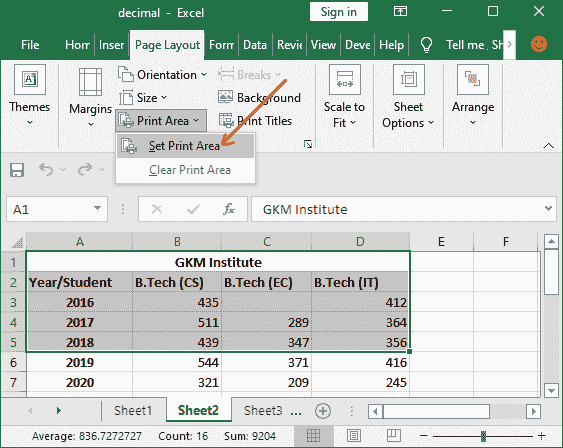 decimal - Excel
Sign in
File Horr Inser Page Layout Forn Data Revie View Deve Help Tell me Sh
Themes
Margins
Orientation
Size
Print Area
Breaks
Background
Print Titles
Scale to Fit
Sheet Options
Arrange
Set Print Area
Clear Print Area
A1 fx GKM Institute
A B C D E F
1 GKM Institute
2 Year/Student B.Tech (CS) B.Tech (EC) B.Tech (IT)
3 2016 435 412
4 2017 511 289 364
5 2018 439 347 356
6 2019 544 371 416
7 2020 321 209 245
Sheet1 Sheet2 Sheet3 ...
Average: 836.7272727 Count: 16 Sum: 9204